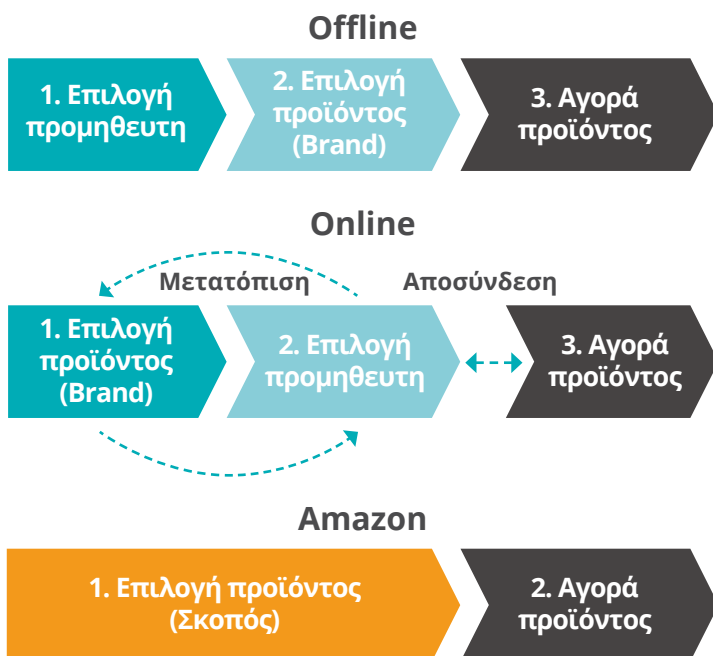 Offline
1. Επιλογή
προμηθευτη
2. Επιλογή
προϊόντος
(Brand)
3. Αγορά
προϊόντος
Online
Μετατόπιση
Αποσύνδεση
1. Επιλογή
προϊόντος
(Brand)
2. Επιλογή
προμηθευτη
3. Αγορά
προϊόντος
Amazon
1. Επιλογή προϊόντος
(Σκοπός)
2. Αγορά
προϊόντος